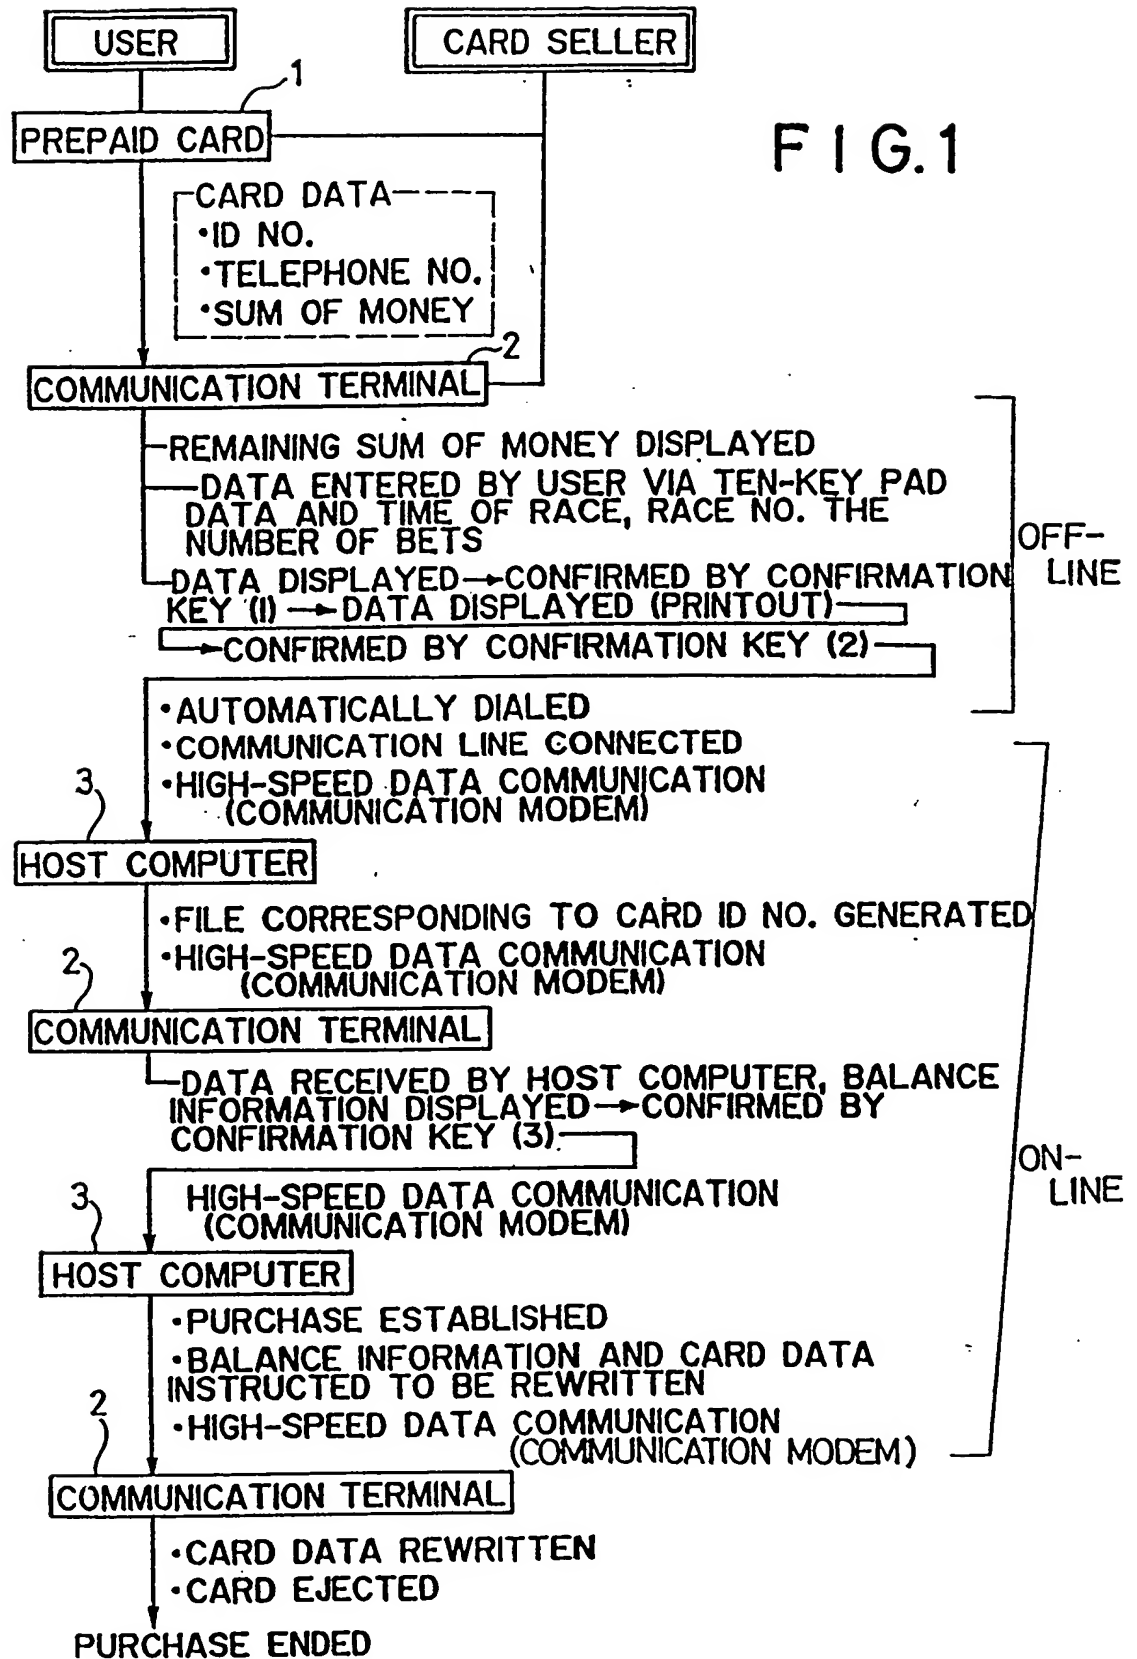 USER
CARD SELLER
1
PREPAID CARD
FIG.1
CARD DATA
•ID NO.
•TELEPHONE NO.
•SUM OF MONEY
2
COMMUNICATION TERMINAL
REMAINING SUM OF MONEY DISPLAYED
DATA ENTERED BY USER VIA TEN-KEY PAD
DATA AND TIME OF RACE, RACE NO. THE
NUMBER OF BETS
OFF-
LINE
DATA DISPLAYED→CONFIRMED BY CONFIRMATION
KEY (1)→DATA DISPLAYED (PRINTOUT)
→CONFIRMED BY CONFIRMATION KEY (2)
•AUTOMATICALLY DIALED
•COMMUNICATION LINE CONNECTED
•HIGH-SPEED DATA COMMUNICATION
(COMMUNICATION MODEM)
3
HOST COMPUTER
•FILE CORRESPONDING TO CARD ID NO. GENERATED
•HIGH-SPEED DATA COMMUNICATION
(COMMUNICATION MODEM)
2
COMMUNICATION TERMINAL
DATA RECEIVED BY HOST COMPUTER, BALANCE
INFORMATION DISPLAYED→CONFIRMED BY
CONFIRMATION KEY (3)
ON-
LINE
HIGH-SPEED DATA COMMUNICATION
(COMMUNICATION MODEM)
3
HOST COMPUTER
•PURCHASE ESTABLISHED
•BALANCE INFORMATION AND CARD DATA
INSTRUCTED TO BE REWRITTEN
•HIGH-SPEED DATA COMMUNICATION
(COMMUNICATION MODEM)
2
COMMUNICATION TERMINAL
•CARD DATA REWRITTEN
•CARD EJECTED
PURCHASE ENDED